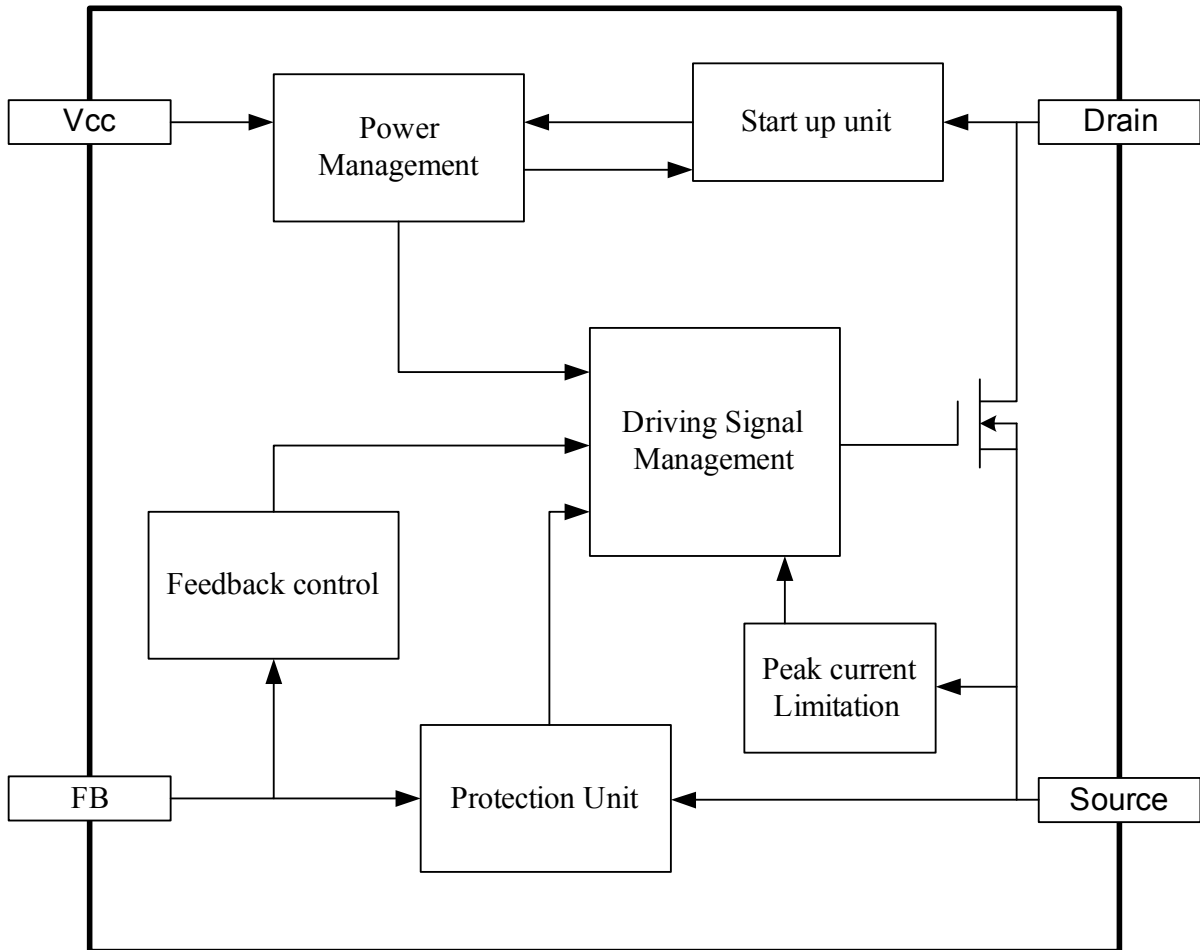 Vcc
Power
Management
Start up unit
Drain
Driving Signal
Management
Feedback control
Peak current
Limitation
FB
Protection Unit
Source